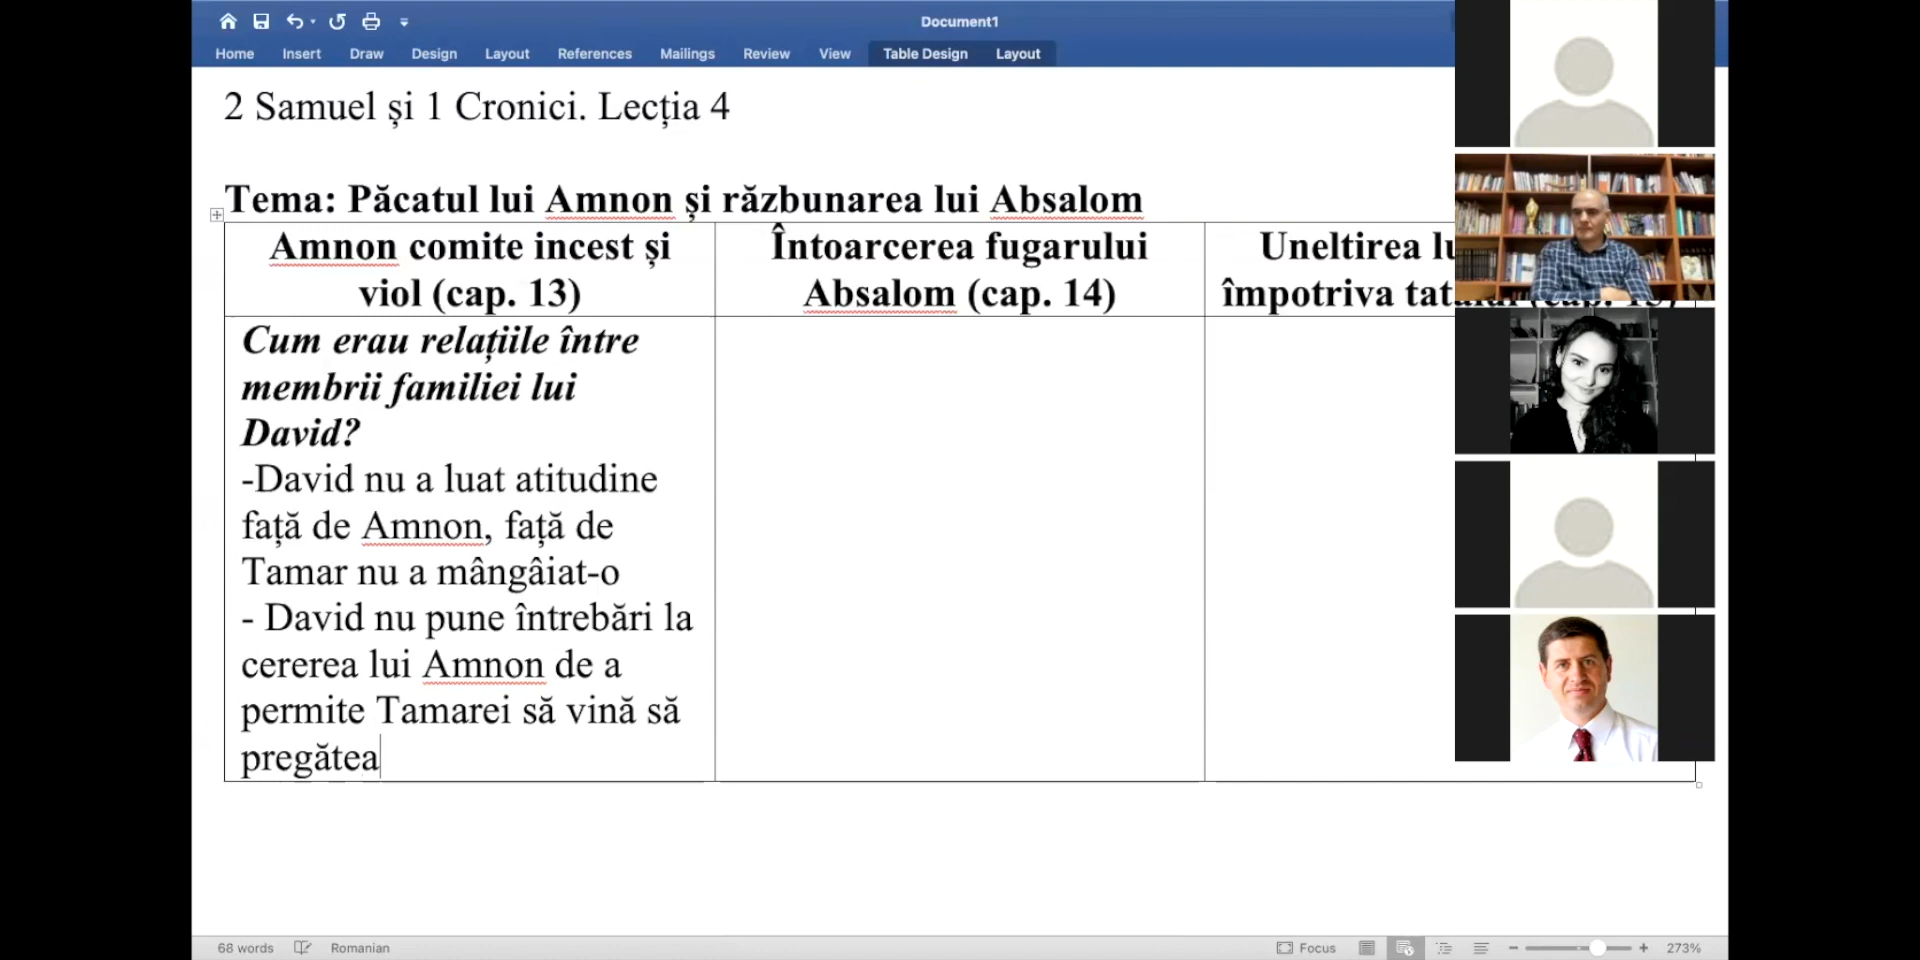 Document1
Home Insert Draw Design Layout References Mailings Review View Table Design Layout
2 Samuel și 1 Cronici. Lecția 4
Tema: Păcatul lui Amnon și răzbunarea lui Absalom
Amnon comite incest și
viol (cap. 13)
Întoarcerea fugarului
Absalom (cap. 14)
Uneltirea
împotriva
Cum erau relațiile între
membrii familiei lui
David?
-David nu a luat atitudine
față de Amnon, față de
Tamar nu a mângâiat-o
- David nu pune întrebări la
cererea lui Amnon de a
permite Tamarei să vină să
pregătea
68 words Romanian Focus 273%